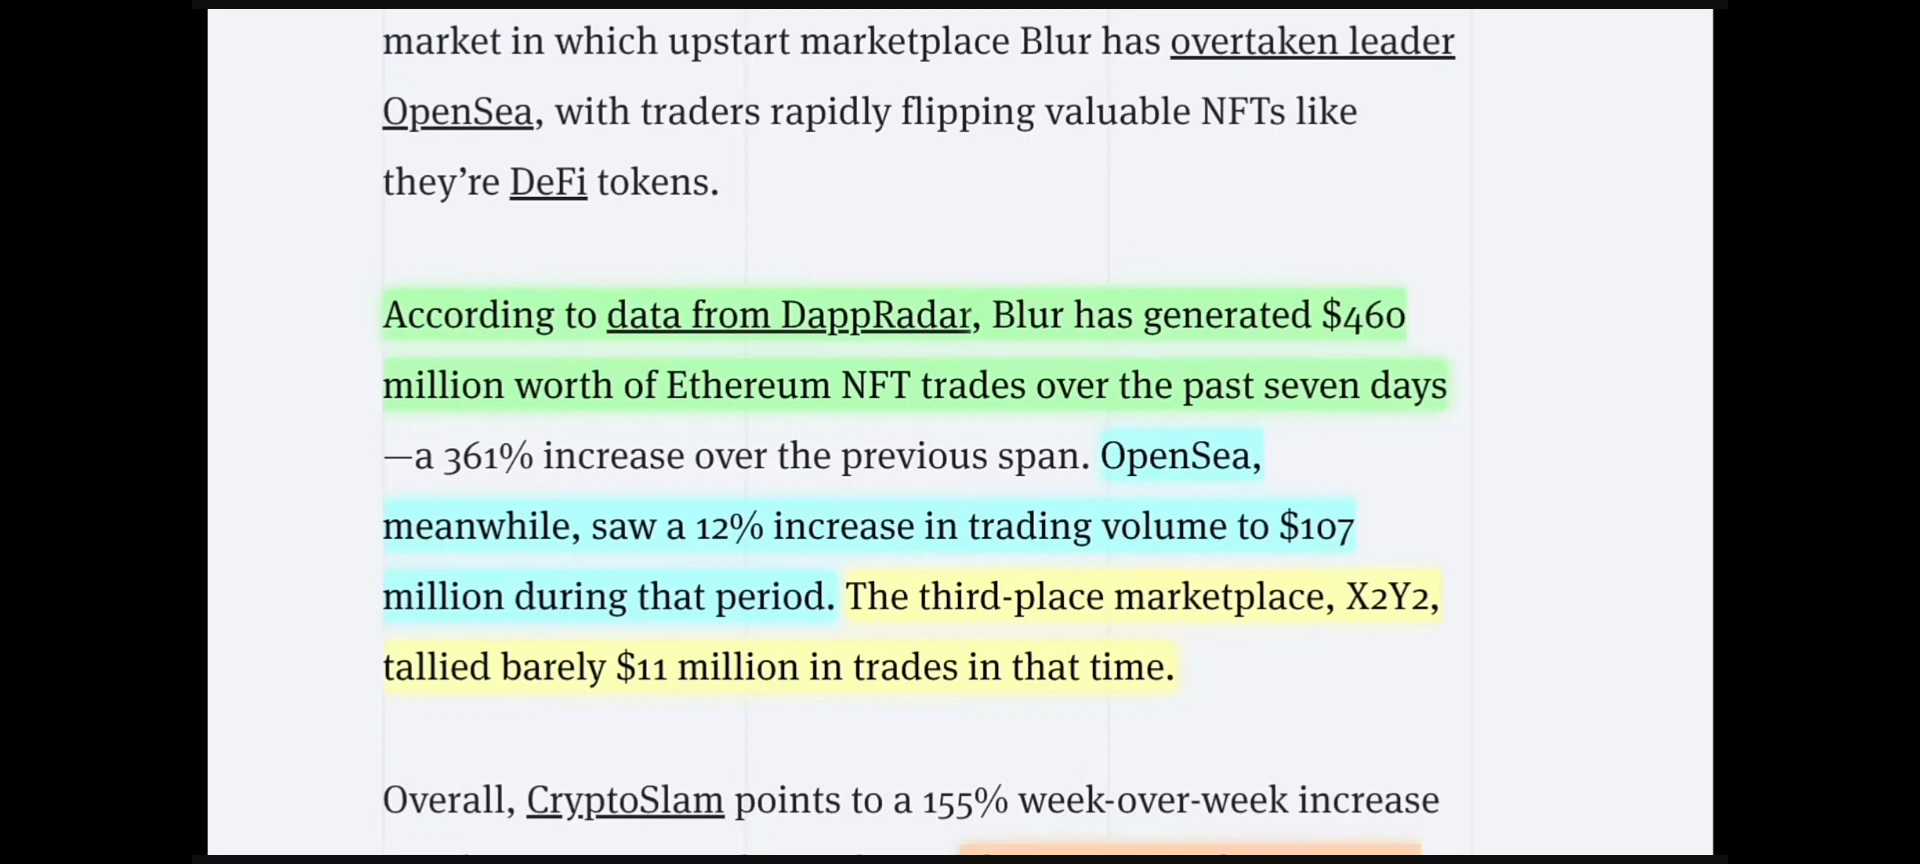 market in which upstart marketplace Blur has overtaken leader
OpenSea, with traders rapidly flipping valuable NFTs like
they’re DeFi tokens.
According to data from DappRadar, Blur has generated $460
million worth of Ethereum NFT trades over the past seven days
—a 361% increase over the previous span. OpenSea,
meanwhile, saw a 12% increase in trading volume to $107
million during that period. The third-place marketplace, X2Y2,
tallied barely $11 million in trades in that time.
Overall, CryptoSlam points to a 155% week-over-week increase